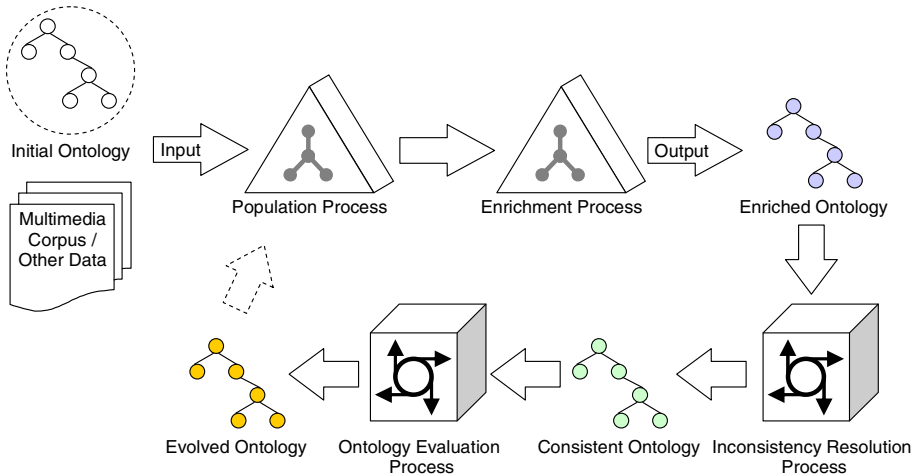 Initial Ontology
Input
Output
Population Process
Enrichment Process
Enriched Ontology
Multimedia
Corpus /
Other Data
Evolved Ontology
Ontology Evaluation
Process
Consistent Ontology
Inconsistency Resolution
Process